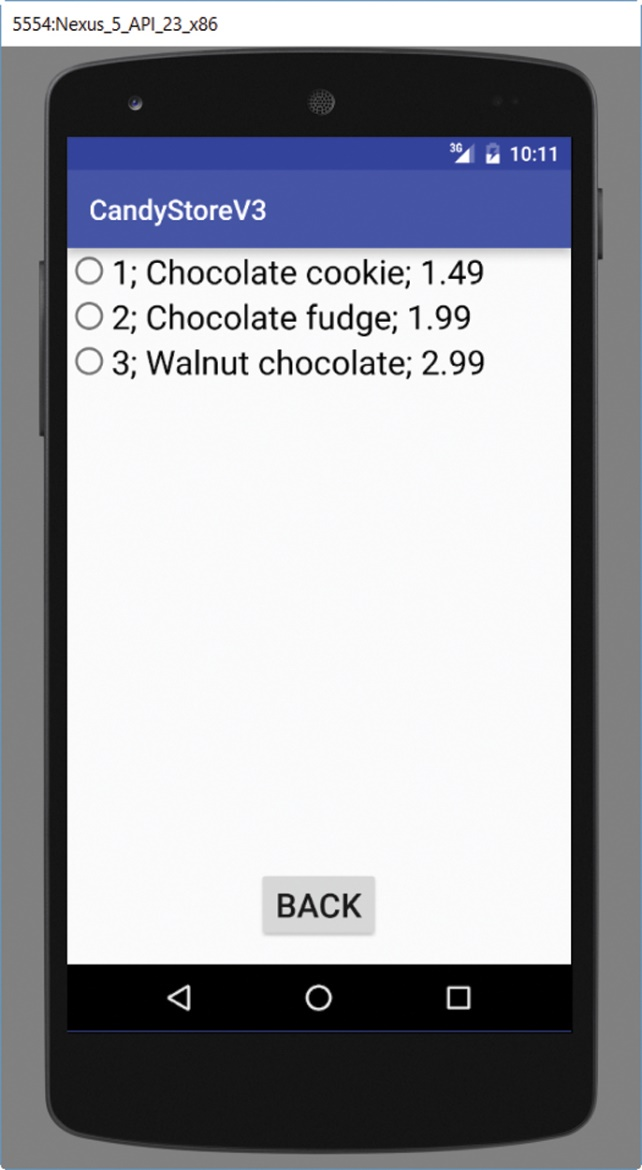 5554:Nexus_5_API_23_x86
3G 10:11
CandyStoreV3
1; Chocolate cookie; 1.49
2; Chocolate fudge; 1.99
3; Walnut chocolate; 2.99
BACK